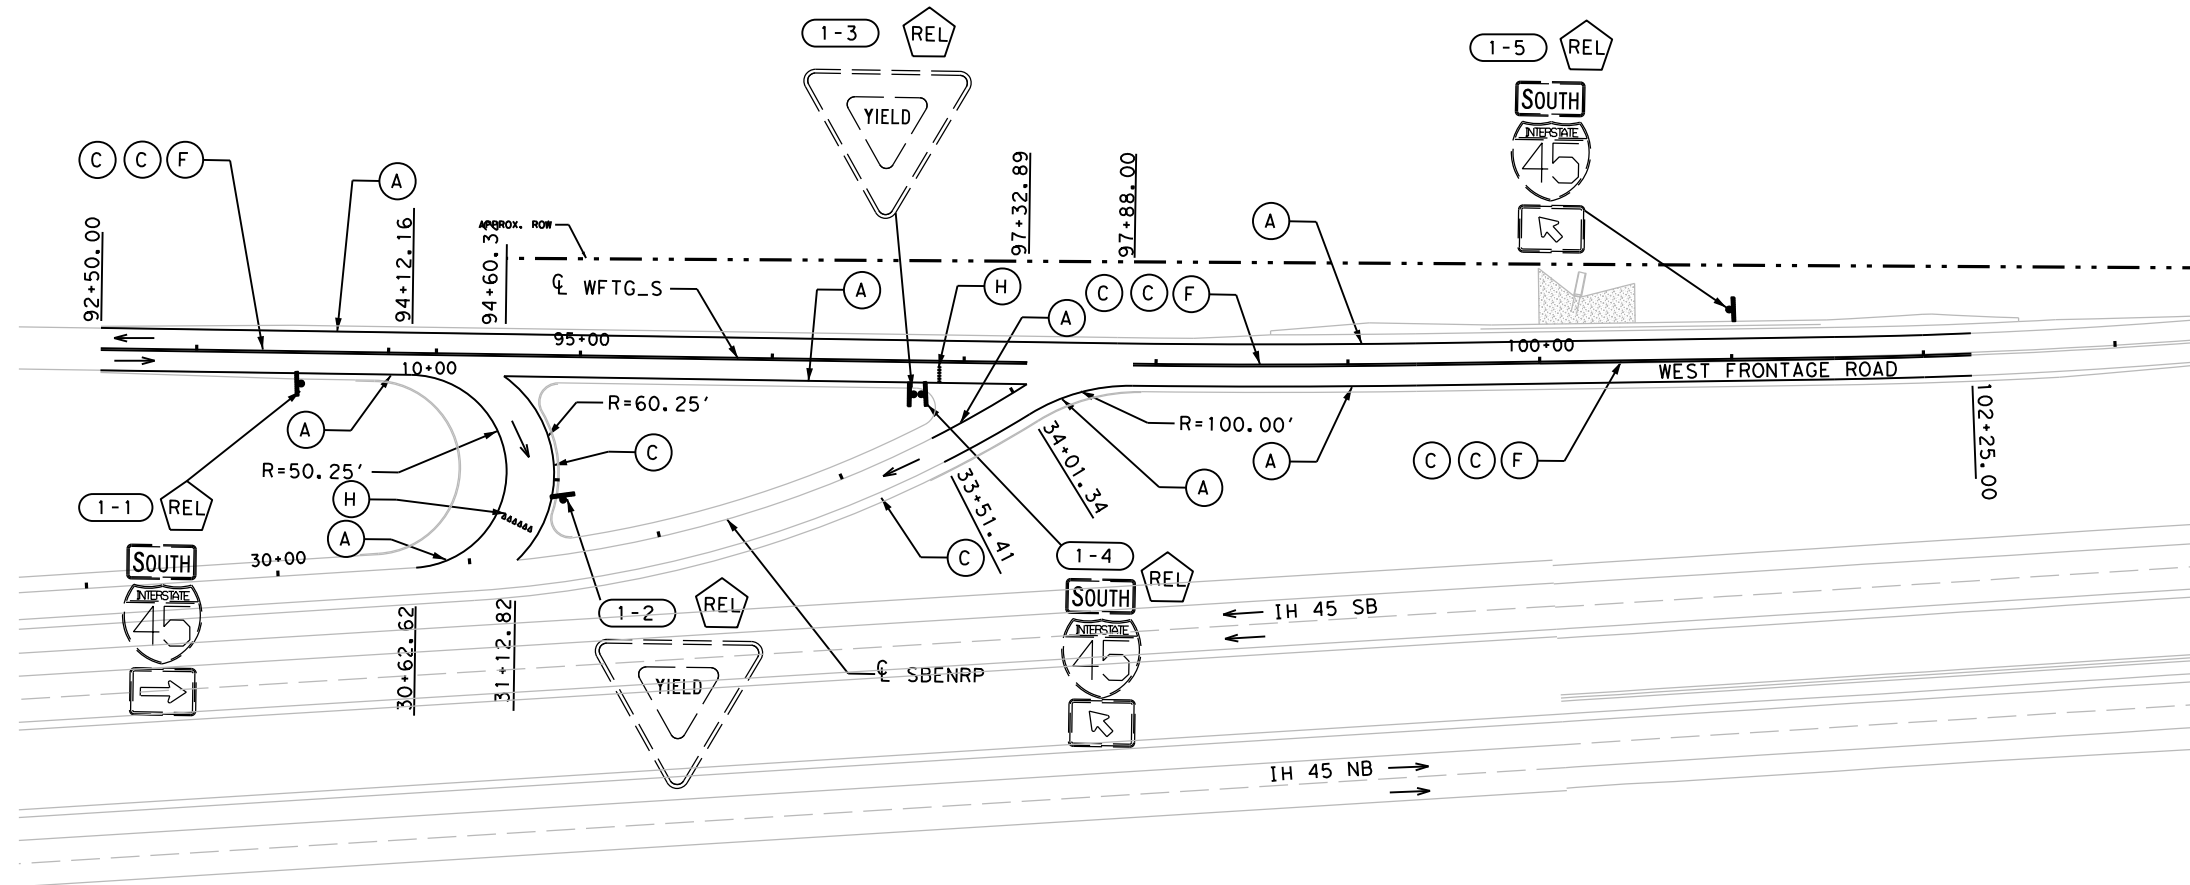 1-3
REL
YIELD
1-5
REL
SOUTH
INTERSTATE
45
C C F
A
92+50.00
94+12.16
94+60.32
APPROX. ROW
97+32.89
97+88.00
A
℄ WFTG_S
A
H
A
C C F
95+00
10+00
100+00
WEST FRONTAGE ROAD
R=60.25'
A
R=50.25'
C
H
A
R=100.00'
34+01.34
33+51.41
A
A
C C F
102+25.00
1-1
REL
SOUTH
INTERSTATE
45
30+00
30+62.62
31+12.82
1-2
REL
YIELD
C
℄ SBENRP
1-4
REL
SOUTH
INTERSTATE
45
IH 45 SB
IH 45 NB